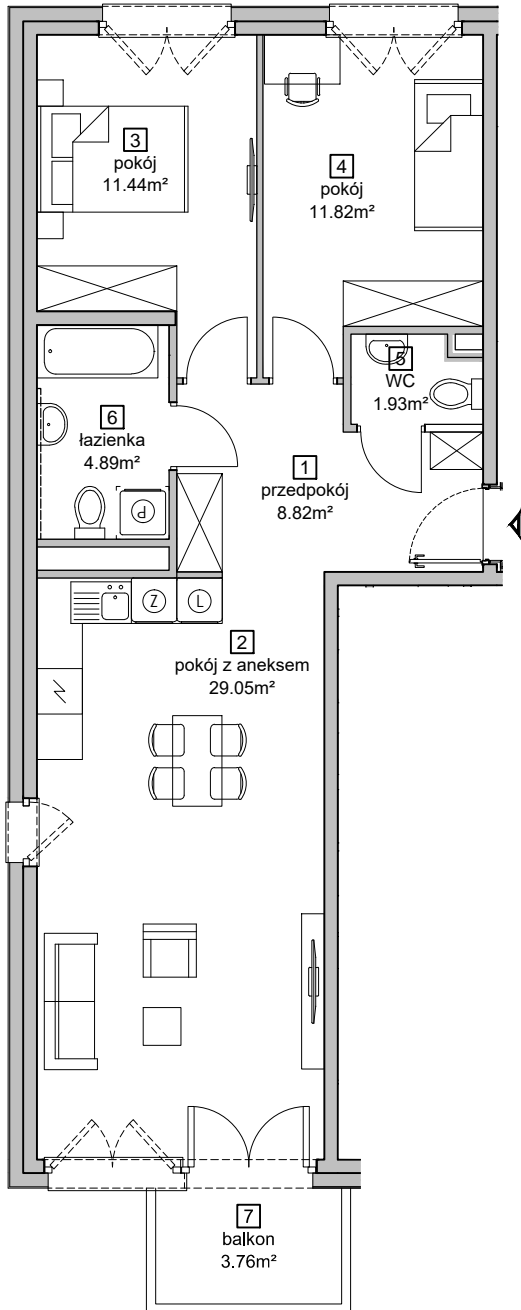 3
pokój
11.44m²
4
pokój
11.82m²
5
WC
1.93m²
6
łazienka
4.89m²
1
przedpokój
8.82m²
P
Z
L
2
pokój z aneksem
29.05m²
7
balkon
3.76m²